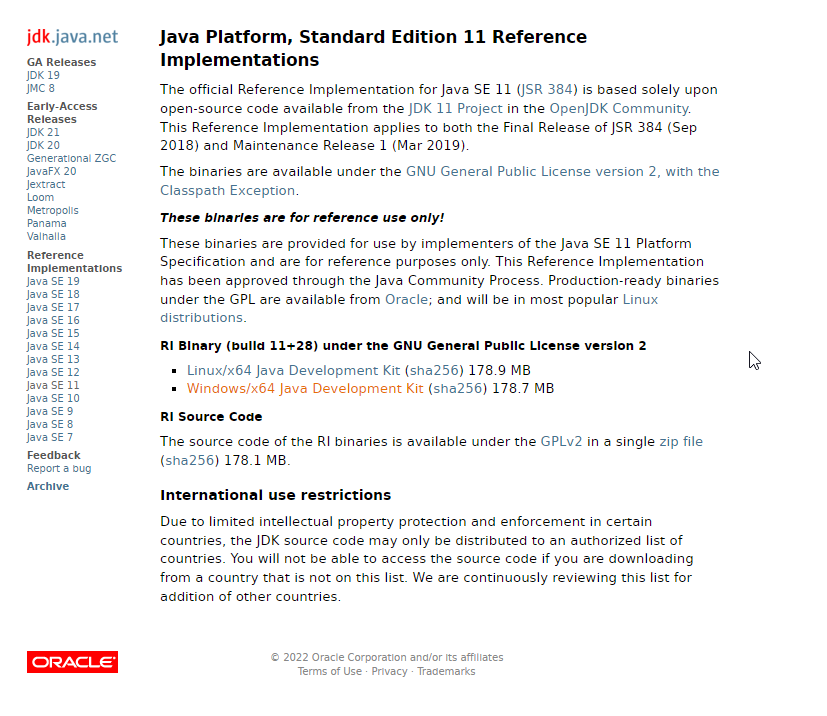 jdk.java.net
GA Releases
JDK 19
JMC 8
Early-Access
Releases
JDK 21
JDK 20
Generational ZGC
JavaFX 20
Jextract
Loom
Metropolis
Panama
Valhalla
Reference
Implementations
Java SE 19
Java SE 18
Java SE 17
Java SE 16
Java SE 15
Java SE 14
Java SE 13
Java SE 12
Java SE 11
Java SE 10
Java SE 9
Java SE 8
Java SE 7
Feedback
Report a bug
Archive
Java Platform, Standard Edition 11 Reference
Implementations
The official Reference Implementation for Java SE 11 (JSR 384) is based solely upon
open-source code available from the JDK 11 Project in the OpenJDK Community.
This Reference Implementation applies to both the Final Release of JSR 384 (Sep
2018) and Maintenance Release 1 (Mar 2019).
The binaries are available under the GNU General Public License version 2, with the
Classpath Exception.
These binaries are for reference use only!
These binaries are provided for use by implementers of the Java SE 11 Platform
Specification and are for reference purposes only. This Reference Implementation
has been approved through the Java Community Process. Production-ready binaries
under the GPL are available from Oracle; and will be in most popular Linux
distributions.
RI Binary (build 11+28) under the GNU General Public License version 2
▪ Linux/x64 Java Development Kit (sha256) 178.9 MB
▪ Windows/x64 Java Development Kit (sha256) 178.7 MB
RI Source Code
The source code of the RI binaries is available under the GPLv2 in a single zip file
(sha256) 178.1 MB.
International use restrictions
Due to limited intellectual property protection and enforcement in certain
countries, the JDK source code may only be distributed to an authorized list of
countries. You will not be able to access the source code if you are downloading
from a country that is not on this list. We are continuously reviewing this list for
addition of other countries.
ORACLE
© 2022 Oracle Corporation and/or its affiliates
Terms of Use · Privacy · Trademarks